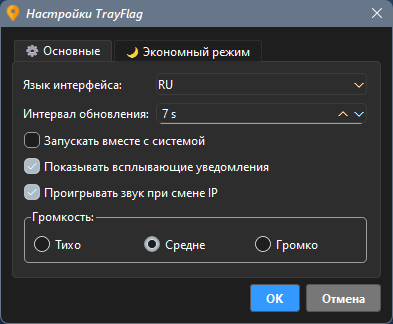 Настройки TrayFlag
Основные
Экономный режим
Язык интерфейса: RU
Интервал обновления: 7 s
Запускать вместе с системой
Показывать всплывающие уведомления
Проигрывать звук при смене IP
Громкость:
Тихо Средне Громко
OK Отмена